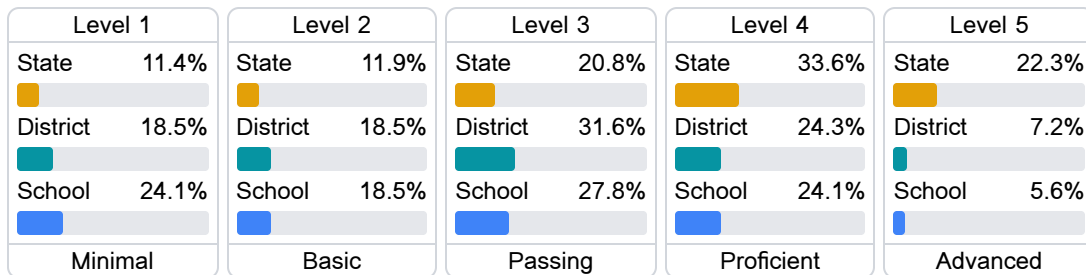 Level 1
State 11.4%
District 18.5%
School 24.1%
Minimal
Level 2
State 11.9%
District 18.5%
School 18.5%
Basic
Level 3
State 20.8%
District 31.6%
School 27.8%
Passing
Level 4
State 33.6%
District 24.3%
School 24.1%
Proficient
Level 5
State 22.3%
District 7.2%
School 5.6%
Advanced